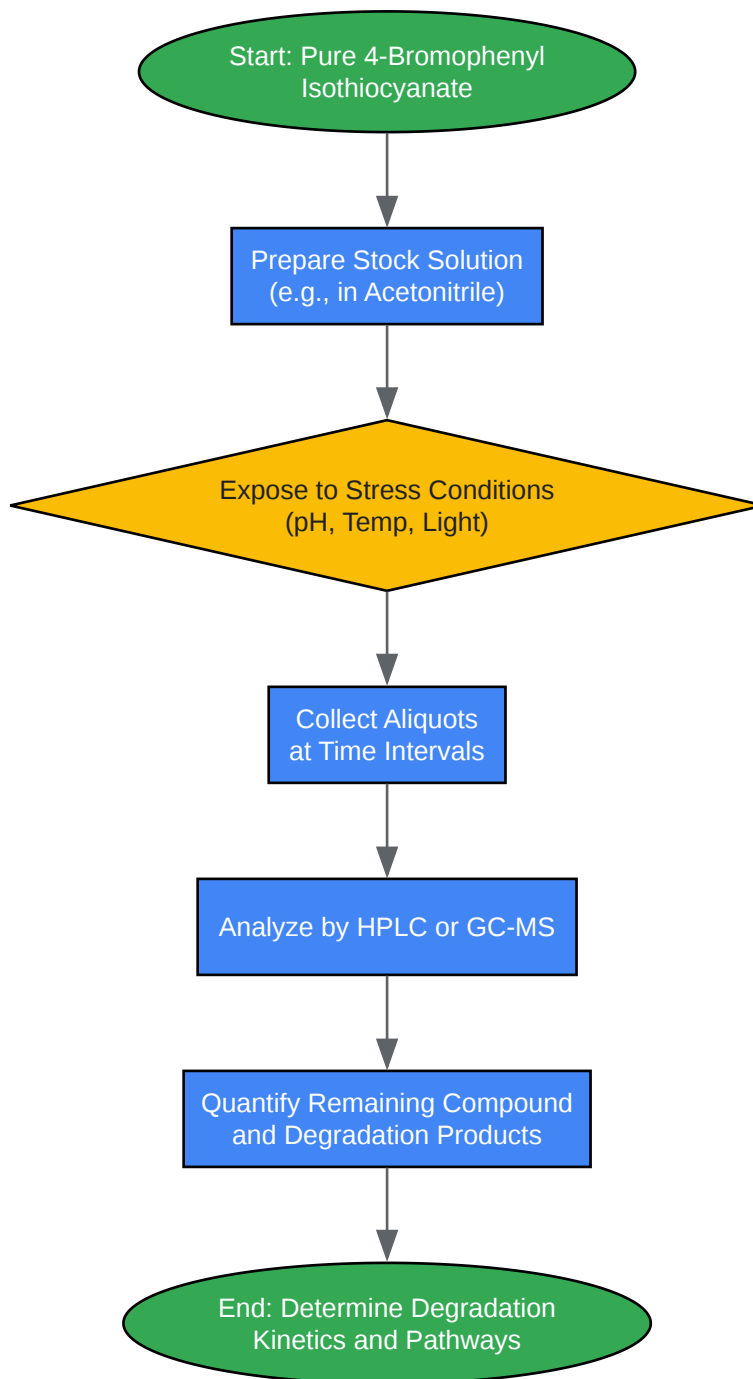 Start: Pure 4-Bromophenyl
Isothiocyanate
Prepare Stock Solution
(e.g., in Acetonitrile)
Expose to Stress Conditions
(pH, Temp, Light)
Collect Aliquots
at Time Intervals
Analyze by HPLC or GC-MS
Quantify Remaining Compound
and Degradation Products
End: Determine Degradation
Kinetics and Pathways